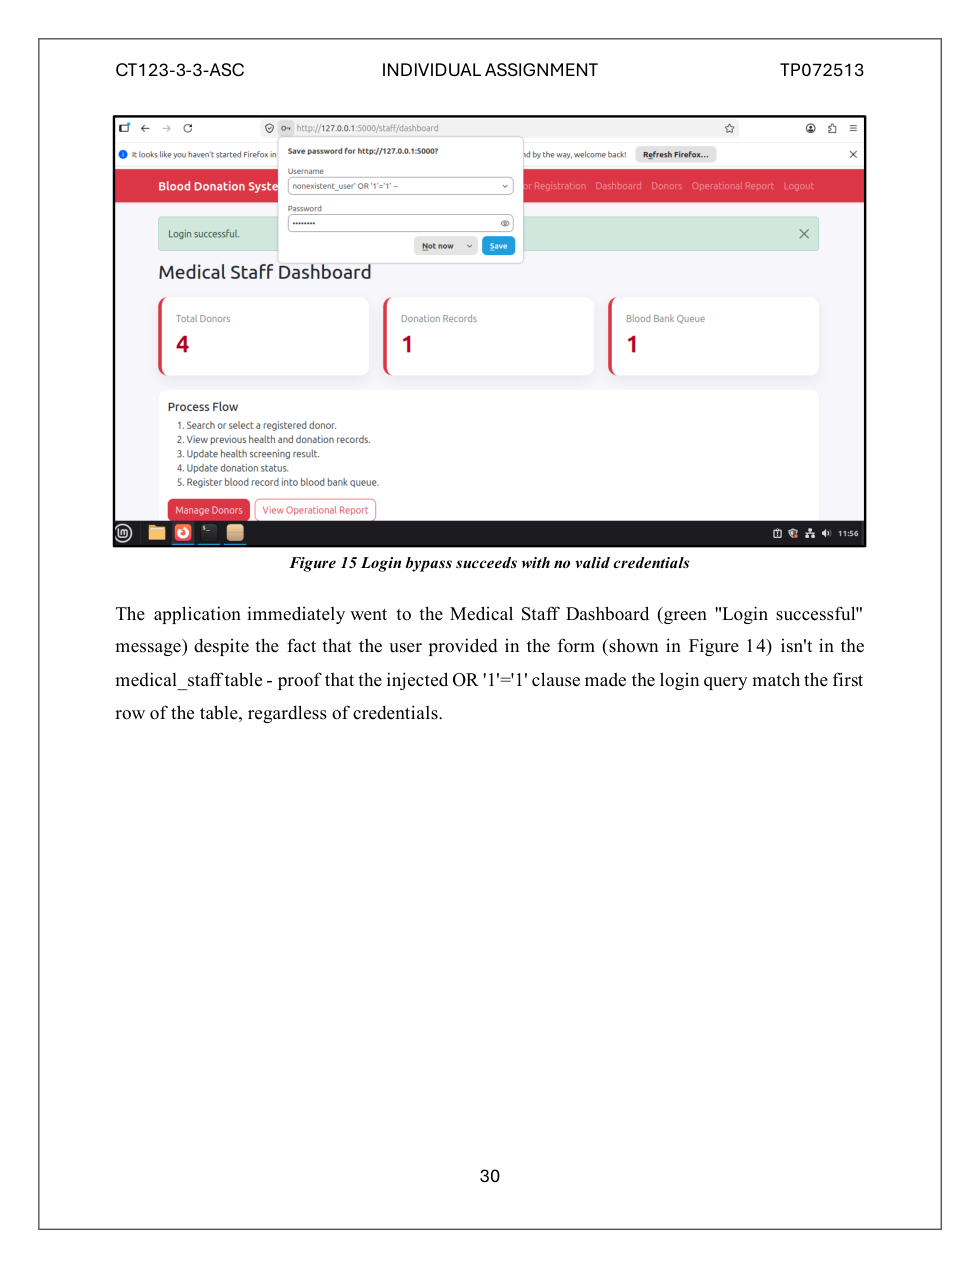 CT123-3-3-ASC INDIVIDUAL ASSIGNMENT TP072513
http://127.0.0.1:5000/staff/dashboard
It looks like you haven't started Firefox in
nd by the way, welcome back! Refresh Firefox...
Save password for http://127.0.0.1:5000?
Username
nonexistent_user' OR '1'='1' --
Password
••••••••
Not now Save
Blood Donation Syste
or Registration Dashboard Donors Operational Report Logout
Login successful.
Medical Staff Dashboard
Total Donors Donation Records Blood Bank Queue
4 1 1
Process Flow
1. Search or select a registered donor.
2. View previous health and donation records.
3. Update health screening result.
4. Update donation status.
5. Register blood record into blood bank queue.
Manage Donors View Operational Report
11:56
Figure 15 Login bypass succeeds with no valid credentials
The application immediately went to the Medical Staff Dashboard (green "Login successful"
message) despite the fact that the user provided in the form (shown in Figure 14) isn't in the
medical_staff table - proof that the injected OR '1'='1' clause made the login query match the first
row of the table, regardless of credentials.
30